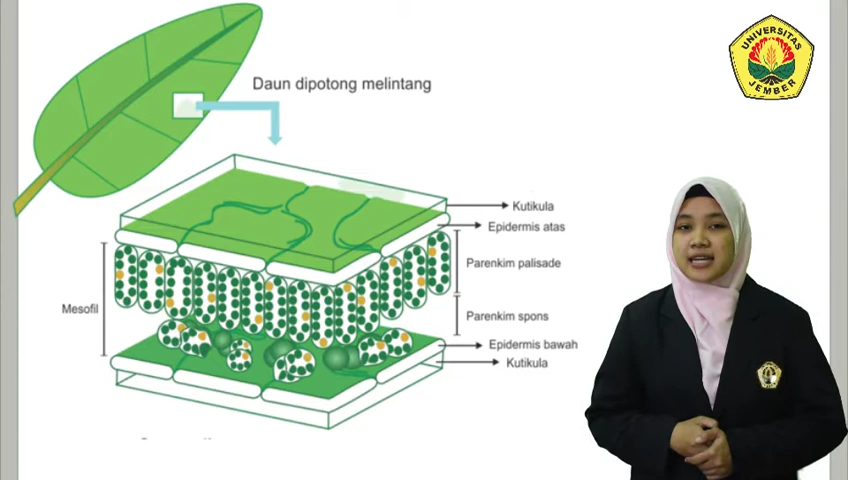 UNIVERSITAS
JEMBER
Daun dipotong melintang
Kutikula
Epidermis atas
Parenkim palisade
Mesofil
Parenkim spons
Epidermis bawah
Kutikula